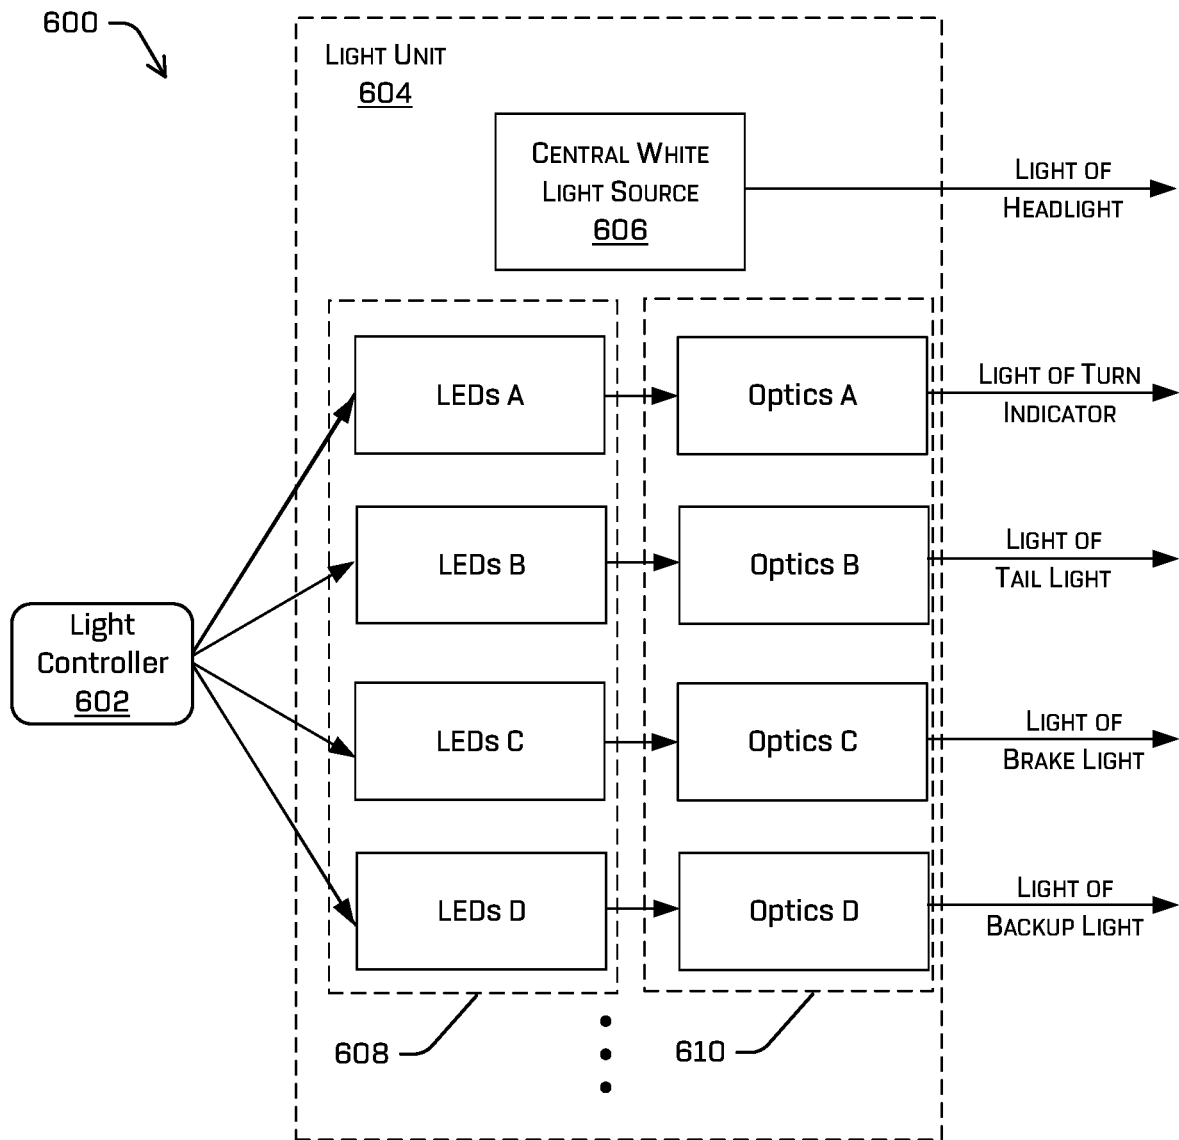 600
LIGHT UNIT
604
CENTRAL WHITE
LIGHT SOURCE
606
LIGHT OF
HEADLIGHT
LEDs A
Optics A
LIGHT OF TURN
INDICATOR
LEDs B
Optics B
LIGHT OF
TAIL LIGHT
Light
Controller
602
LEDs C
Optics C
LIGHT OF
BRAKE LIGHT
LEDs D
Optics D
LIGHT OF
BACKUP LIGHT
608
610